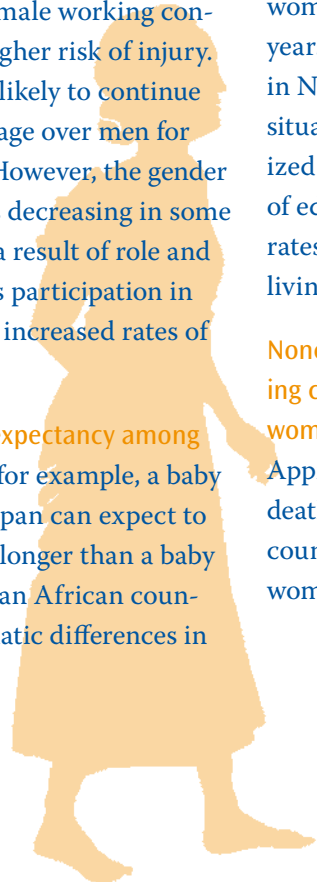 male working con-
gher risk of injury.
likely to continue
age over men for
However, the gender
decreasing in some
a result of role and
s participation in
increased rates of
expectancy among
for example, a baby
pan can expect to
longer than a baby
an African coun-
atic differences in
wom
year
in N
situa
ized
of ec
rates
livin
None
ing c
wom
App
deat
coun
wom